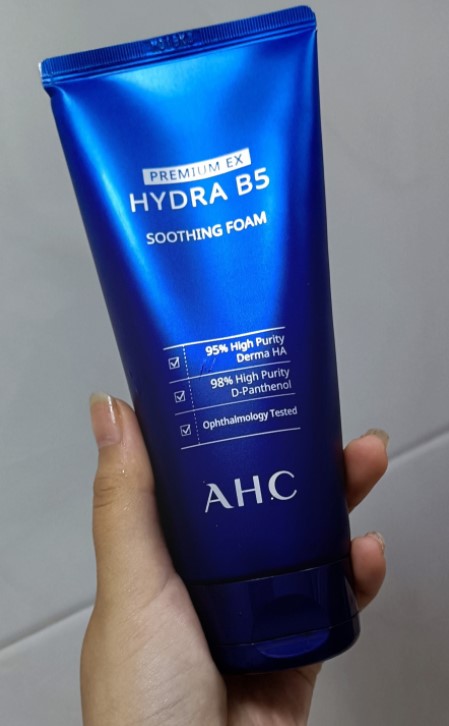 PREMIUM EX
HYDRA B5
SOOTHING FOAM
95% High Purity
Derma HA
98% High Purity
D-Panthenol
Ophthalmology Tested
AHC